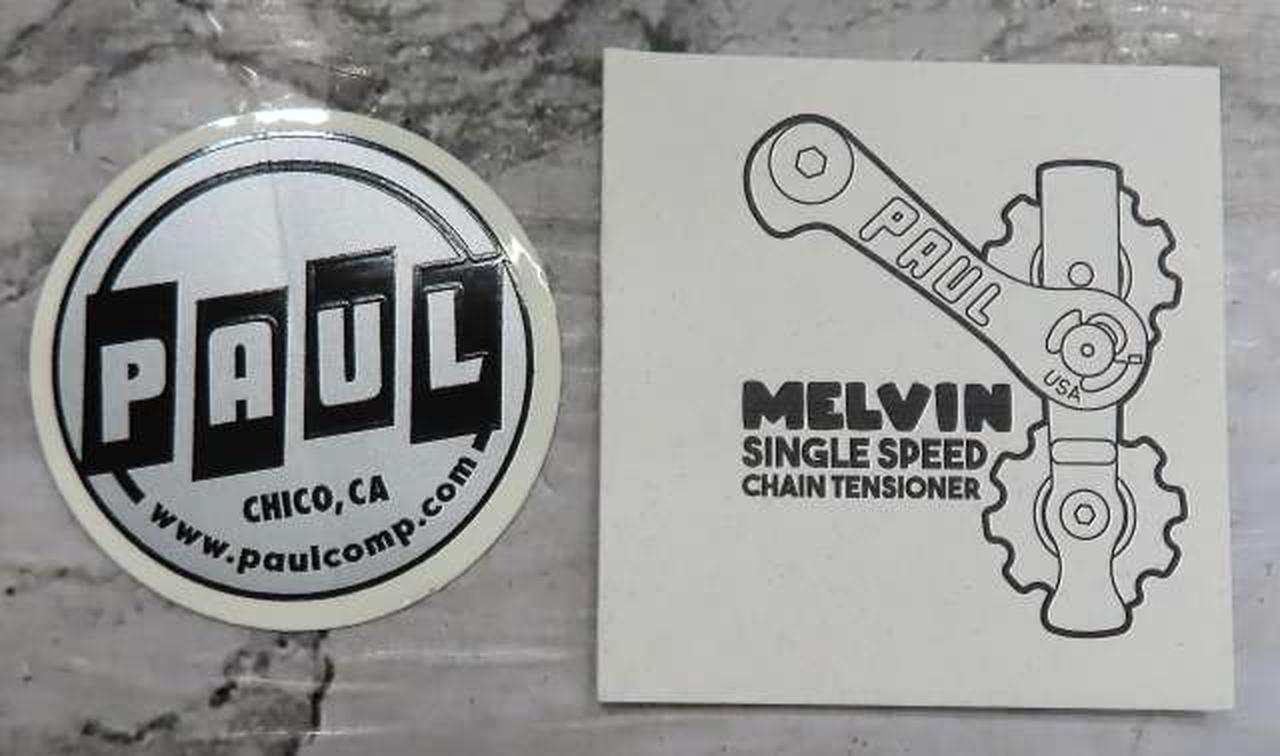 PAUL
CHICO, CA
www.paulcomp.com
PAUL
USA
MELVIN
SINGLE SPEED
CHAIN TENSIONER